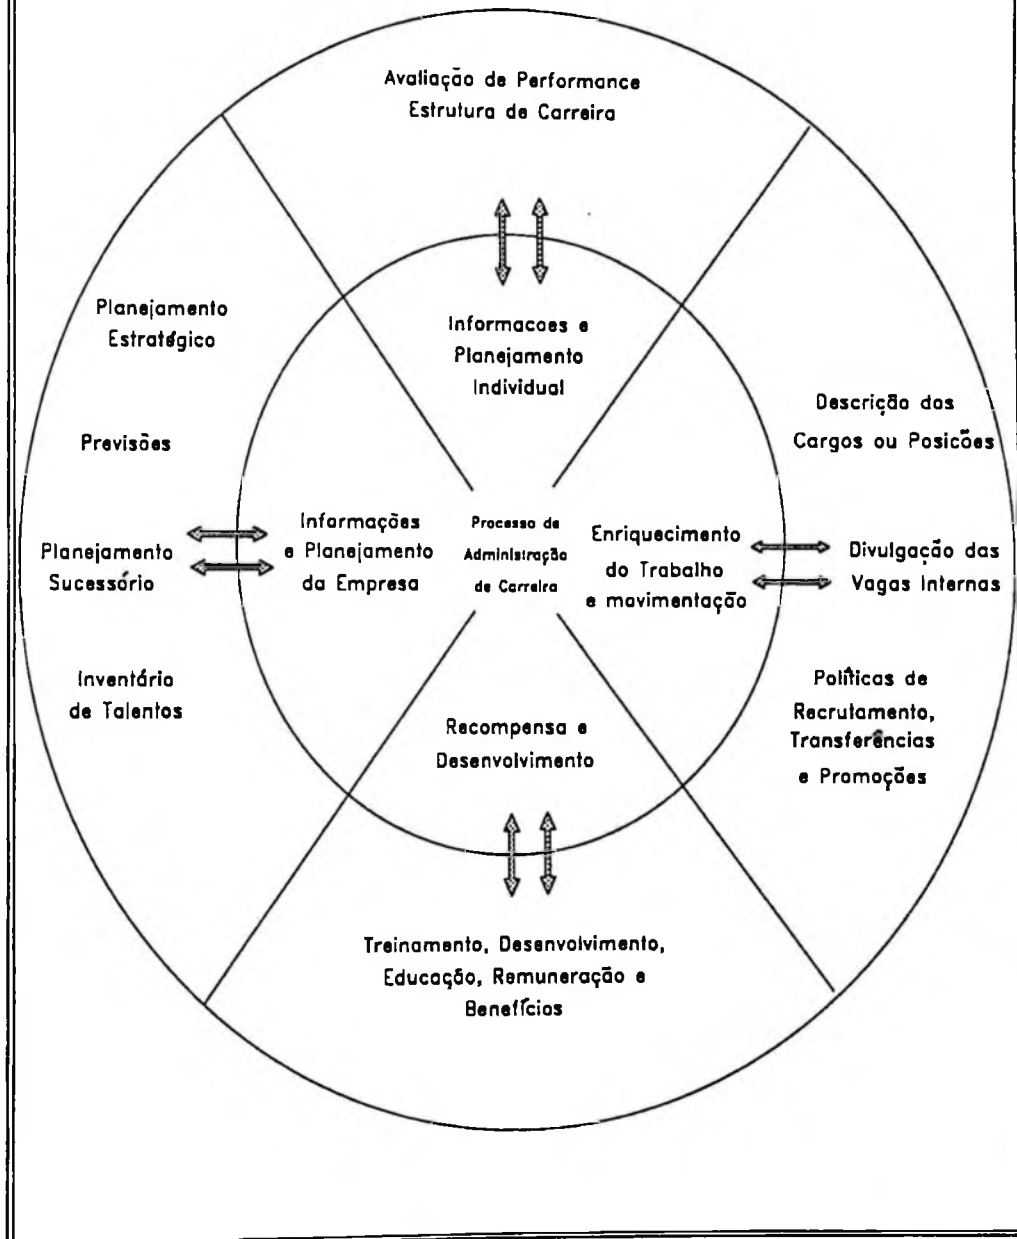 Avaliação de Performance
Estrutura de Carreira
Informacoes e
Planejamento
Individual
Planejamento
Estratégico
Previsões
Planejamento
Sucessório
Inventário
de Talentos
Informações
e Planejamento
da Empresa
Processo de
Administração
de Carreira
Enriquecimento
do Trabalho
e movimentação
Descrição dos
Cargos ou Posicões
Divulgação das
Vagas Internas
Políticas de
Recrutamento,
Transferências
e Promoções
Recompensa e
Desenvolvimento
Treinamento, Desenvolvimento,
Educação, Remuneração e
Benefícios